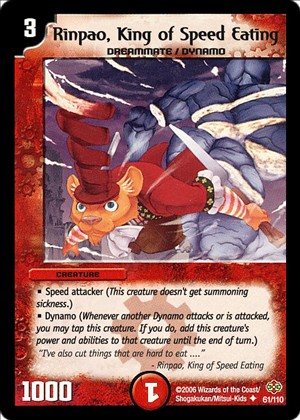 3
Rinpao, King of Speed Eating
DREAMMATE / DYNAMO
CREATURE
▪ Speed attacker (This creature doesn't get summoning
sickness.)
▪ Dynamo (Whenever another Dynamo attacks or is attacked,
you may tap this creature. If you do, add this creature's
power and abilities to that creature until the end of turn.)
"I've also cut things that are hard to eat ...."
- Rinpao, King of Speed Eating
1000
1
©2006 Wizards of the Coast/
Shogakukan/Mitsui-Kids ✦ 61/110